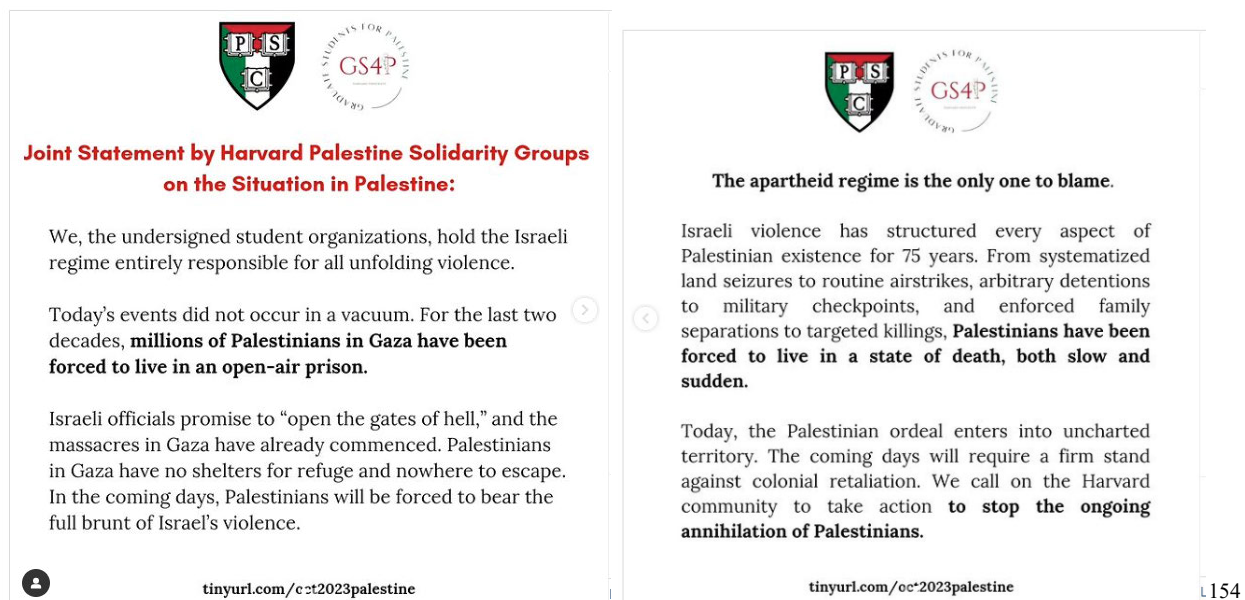 P S
C
GRADUATE STUDENTS FOR PALESTINE
GS4P
Joint Statement by Harvard Palestine Solidarity Groups
on the Situation in Palestine:
We, the undersigned student organizations, hold the Israeli
regime entirely responsible for all unfolding violence.
Today’s events did not occur in a vacuum. For the last two
decades, millions of Palestinians in Gaza have been
forced to live in an open-air prison.
Israeli officials promise to “open the gates of hell,” and the
massacres in Gaza have already commenced. Palestinians
in Gaza have no shelters for refuge and nowhere to escape.
In the coming days, Palestinians will be forced to bear the
full brunt of Israel’s violence.
tinyurl.com/oct2023palestine
P S
C
GRADUATE STUDENTS FOR PALESTINE
GS4P
The apartheid regime is the only one to blame.
Israeli violence has structured every aspect of
Palestinian existence for 75 years. From systematized
land seizures to routine airstrikes, arbitrary detentions
to military checkpoints, and enforced family
separations to targeted killings, Palestinians have been
forced to live in a state of death, both slow and
sudden.
Today, the Palestinian ordeal enters into uncharted
territory. The coming days will require a firm stand
against colonial retaliation. We call on the Harvard
community to take action to stop the ongoing
annihilation of Palestinians.
tinyurl.com/oct2023palestine
154